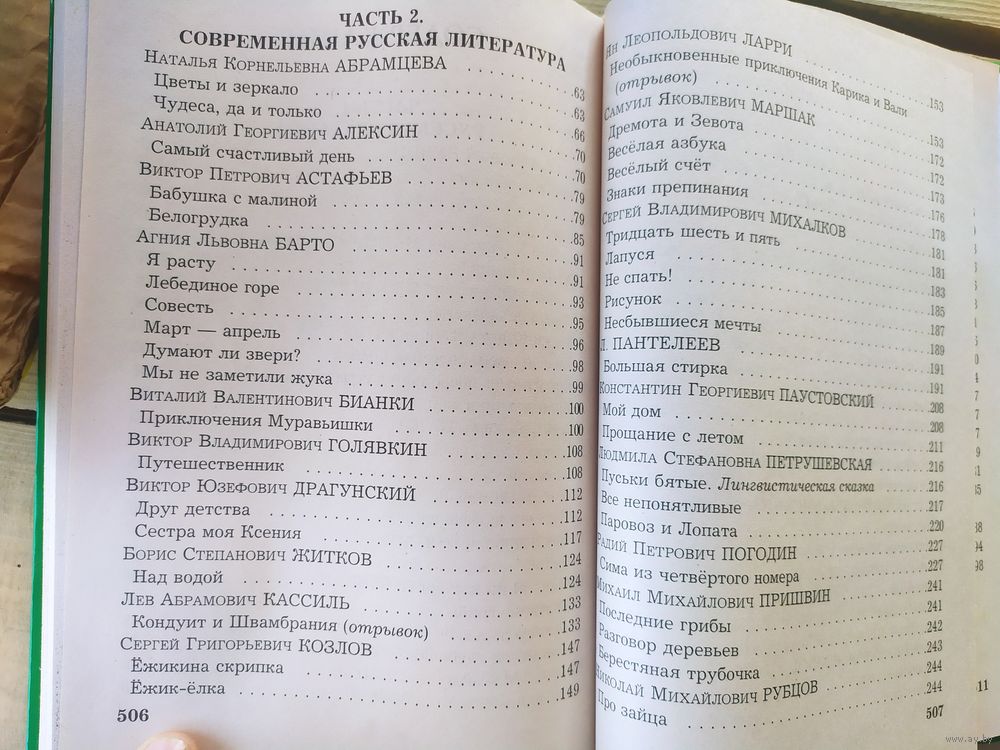 ЧАСТЬ 2.
СОВРЕМЕННАЯ РУССКАЯ ЛИТЕРАТУРА
Наталья Корнельевна АБРАМЦЕВА . . . . . . . .63
Цветы и зеркало . . . . . . . .63
Чудеса, да и только . . . . . . . .66
Анатолий Георгиевич АЛЕКСИН . . . . . . . .70
Самый счастливый день . . . . . . . .70
Виктор Петрович АСТАФЬЕВ . . . . . . . .79
Бабушка с малиной . . . . . . . .79
Белогрудка . . . . . . . .85
Агния Львовна БАРТО . . . . . . . .91
Я расту . . . . . . . .91
Лебединое горе . . . . . . . .93
Совесть . . . . . . . .95
Март — апрель . . . . . . . .96
Думают ли звери? . . . . . . . .98
Мы не заметили жука . . . . . . . .99
Виталий Валентинович БИАНКИ . . . . . . . .100
Приключения Муравьишки . . . . . . . .100
Виктор Владимирович ГОЛЯВКИН . . . . . . . .108
Путешественник . . . . . . . .108
Виктор Юзефович ДРАГУНСКИЙ . . . . . . . .112
Друг детства . . . . . . . .112
Сестра моя Ксения . . . . . . . .117
Борис Степанович ЖИТКОВ . . . . . . . .124
Над водой . . . . . . . .124
Лев Абрамович КАССИЛЬ . . . . . . . .133
Кондуит и Швамбрания (отрывок) . . . . . . . .133
Сергей Григорьевич КОЗЛОВ . . . . . . . .147
Ёжикина скрипка . . . . . . . .147
Ёжик-ёлка . . . . . . . .149
506
Ян Леопольдович ЛАРРИ . . . . . . . .153
Необыкновенные приключения Карика и Вали
(отрывок) . . . . . . . .153
Самуил Яковлевич МАРШАК . . . . . . . .172
Дремота и Зевота . . . . . . . .172
Весёлая азбука . . . . . . . .173
Весёлый счёт . . . . . . . .176
Знаки препинания . . . . . . . .178
Сергей Владимирович МИХАЛКОВ . . . . . . . .181
Тридцать шесть и пять . . . . . . . .181
Лапуся . . . . . . . .183
Не спать! . . . . . . . .185
Рисунок . . . . . . . .187
Несбывшиеся мечты . . . . . . . .189
Л. ПАНТЕЛЕЕВ . . . . . . . .191
Большая стирка . . . . . . . .191
Константин Георгиевич ПАУСТОВСКИЙ . . . . . . . .208
Мой дом . . . . . . . .208
Прощание с летом . . . . . . . .211
Людмила Стефановна ПЕТРУШЕВСКАЯ . . . . . . . .216
Пуськи бятые. Лингвистическая сказка . . . . . . . .216
Все непонятливые . . . . . . . .217
Паровоз и Лопата . . . . . . . .220
Радий Петрович ПОГОДИН . . . . . . . .227
Сима из четвёртого номера . . . . . . . .227
Михаил Михайлович ПРИШВИН . . . . . . . .241
Последние грибы . . . . . . . .241
Разговор деревьев . . . . . . . .242
Берестяная трубочка . . . . . . . .243
Николай Михайлович РУБЦОВ . . . . . . . .244
Про зайца . . . . . . . .244
507
www.ay.by